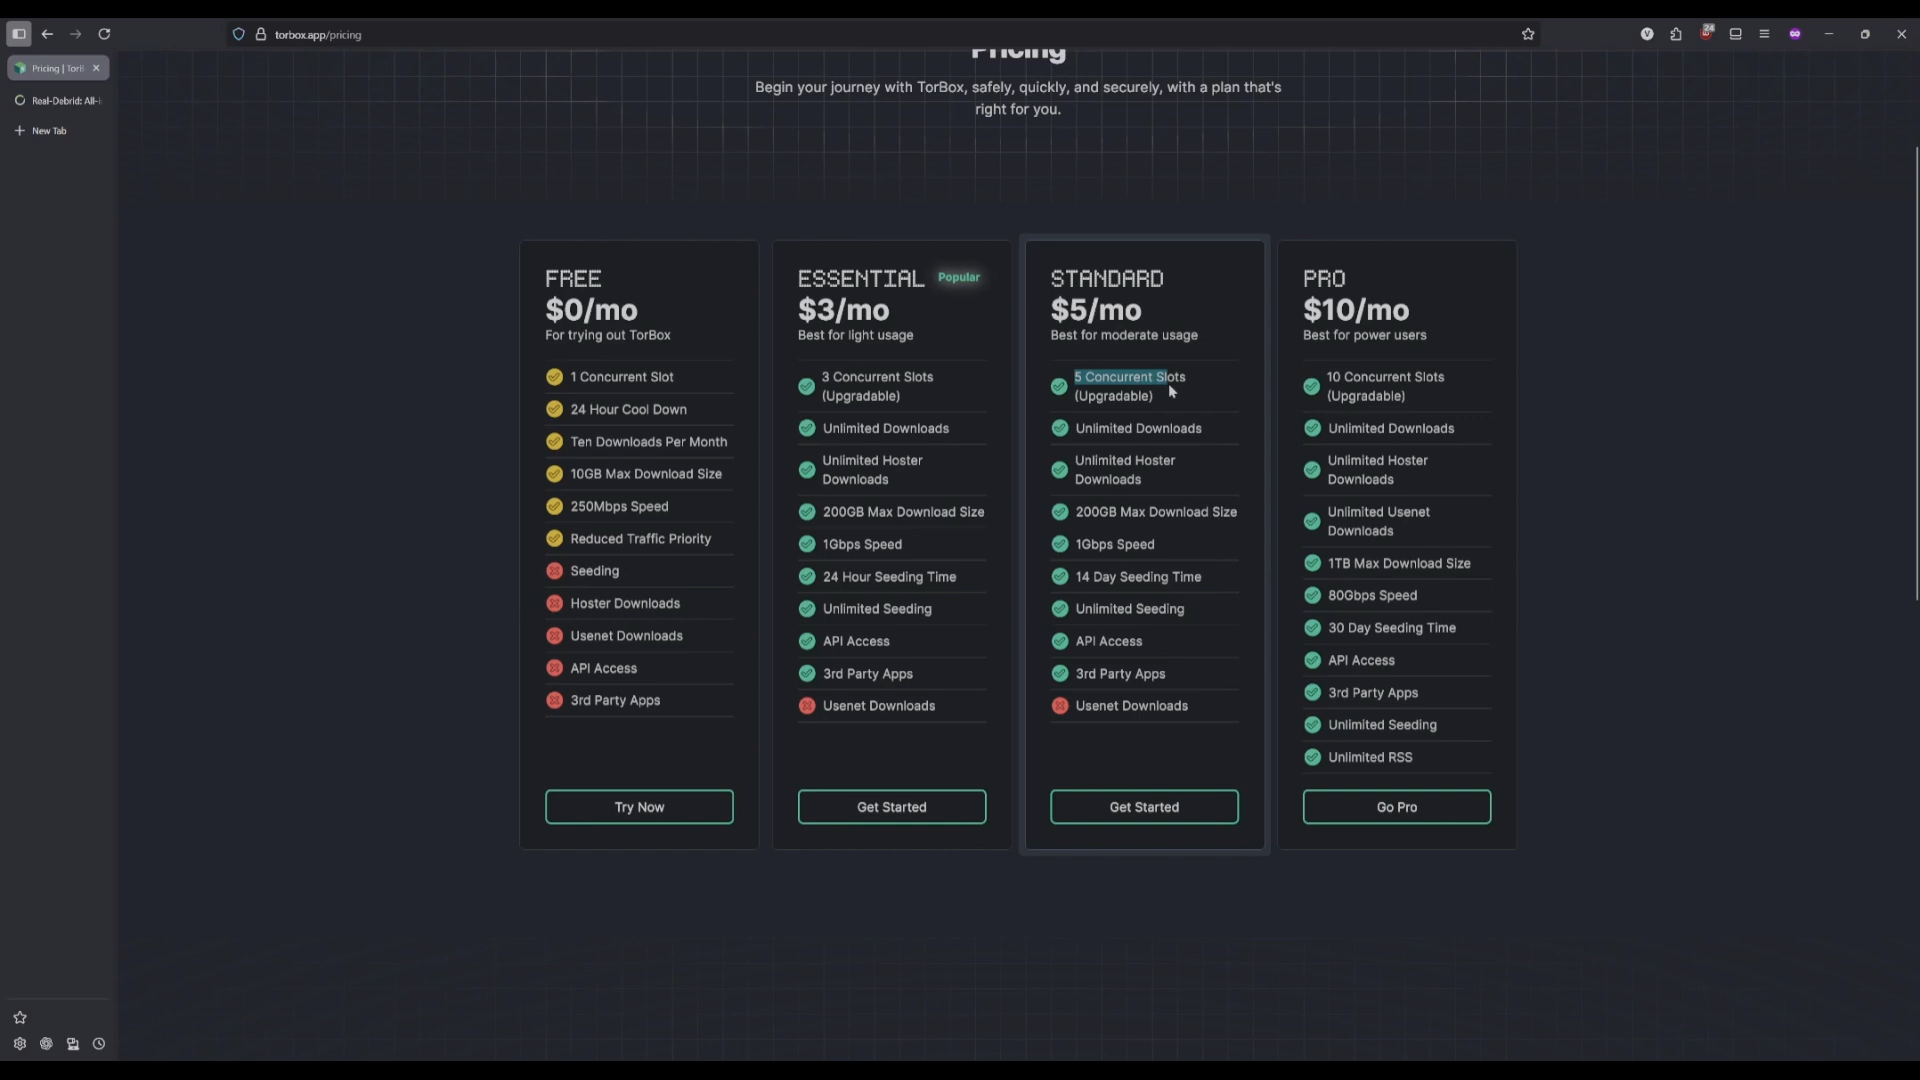 torbox.app/pricing
V
24
Pricing | TorB
Real-Debrid: All-i
New Tab
Pricing
Begin your journey with TorBox, safely, quickly, and securely, with a plan that's
right for you.
FREE
$0/mo
For trying out TorBox
1 Concurrent Slot
24 Hour Cool Down
Ten Downloads Per Month
10GB Max Download Size
250Mbps Speed
Reduced Traffic Priority
Seeding
Hoster Downloads
Usenet Downloads
API Access
3rd Party Apps
Try Now
ESSENTIAL Popular
$3/mo
Best for light usage
3 Concurrent Slots
(Upgradable)
Unlimited Downloads
Unlimited Hoster
Downloads
200GB Max Download Size
1Gbps Speed
24 Hour Seeding Time
Unlimited Seeding
API Access
3rd Party Apps
Usenet Downloads
Get Started
STANDARD
$5/mo
Best for moderate usage
5 Concurrent Slots
(Upgradable)
Unlimited Downloads
Unlimited Hoster
Downloads
200GB Max Download Size
1Gbps Speed
14 Day Seeding Time
Unlimited Seeding
API Access
3rd Party Apps
Usenet Downloads
Get Started
PRO
$10/mo
Best for power users
10 Concurrent Slots
(Upgradable)
Unlimited Downloads
Unlimited Hoster
Downloads
Unlimited Usenet
Downloads
1TB Max Download Size
80Gbps Speed
30 Day Seeding Time
API Access
3rd Party Apps
Unlimited Seeding
Unlimited RSS
Go Pro